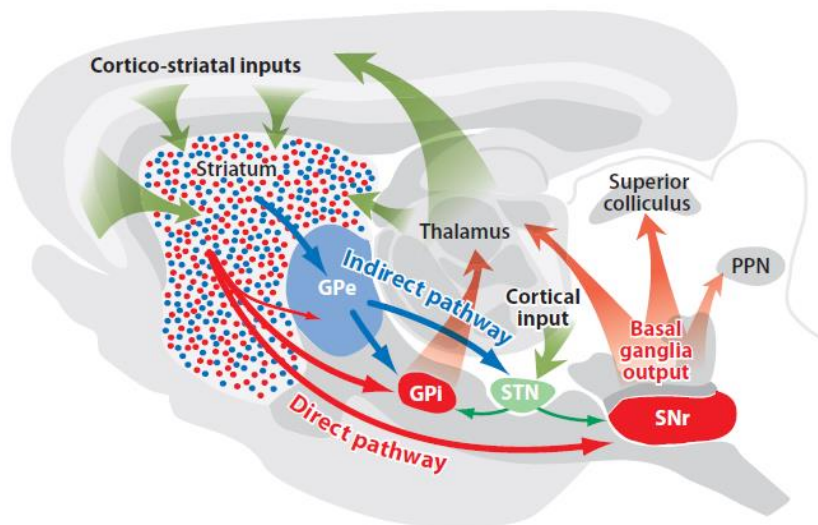 Cortico-striatal inputs
Striatum
Superior
colliculus
Thalamus
PPN
GPe
Indirect pathway
Cortical
input
Basal
ganglia
output
GPi
STN
SNr
Direct pathway